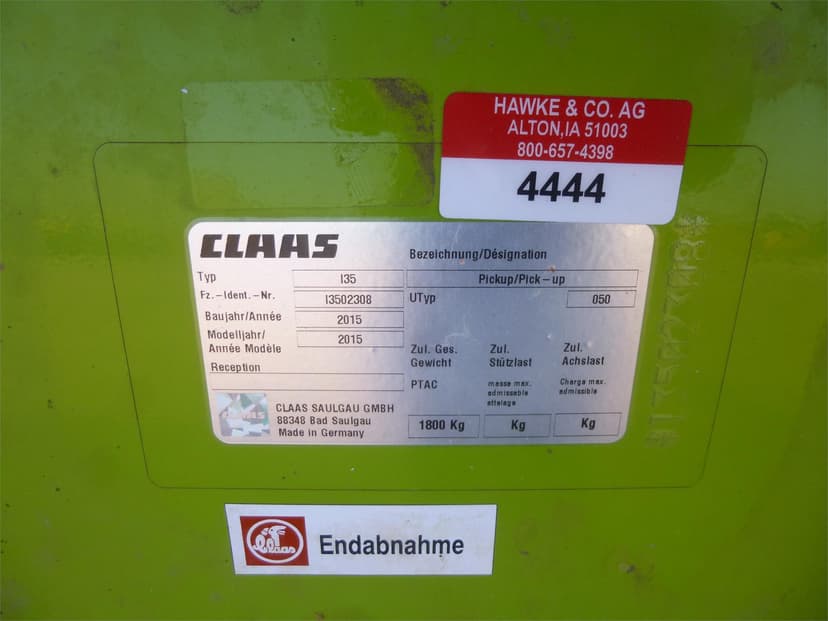 HAWKE & CO. AG
ALTON,IA 51003
800-657-4398
4444
CLAAS
Bezeichnung/Désignation
Typ I35 Pickup/Pick-up
Fz.-Ident.-Nr. I3502308 UTyp 050
Baujahr/Année 2015
Modelljahr/
Année Modèle 2015
Reception
Zul. Ges.
Gewicht
PTAC
1800 Kg
Zul.
Stützlast
masse max.
admissible
attelage
Kg
Zul.
Achslast
Charge max.
admissible
Kg
CLAAS
CLAAS SAULGAU GMBH
88348 Bad Saulgau
Made in Germany
*I3502308*
Claas
Endabnahme